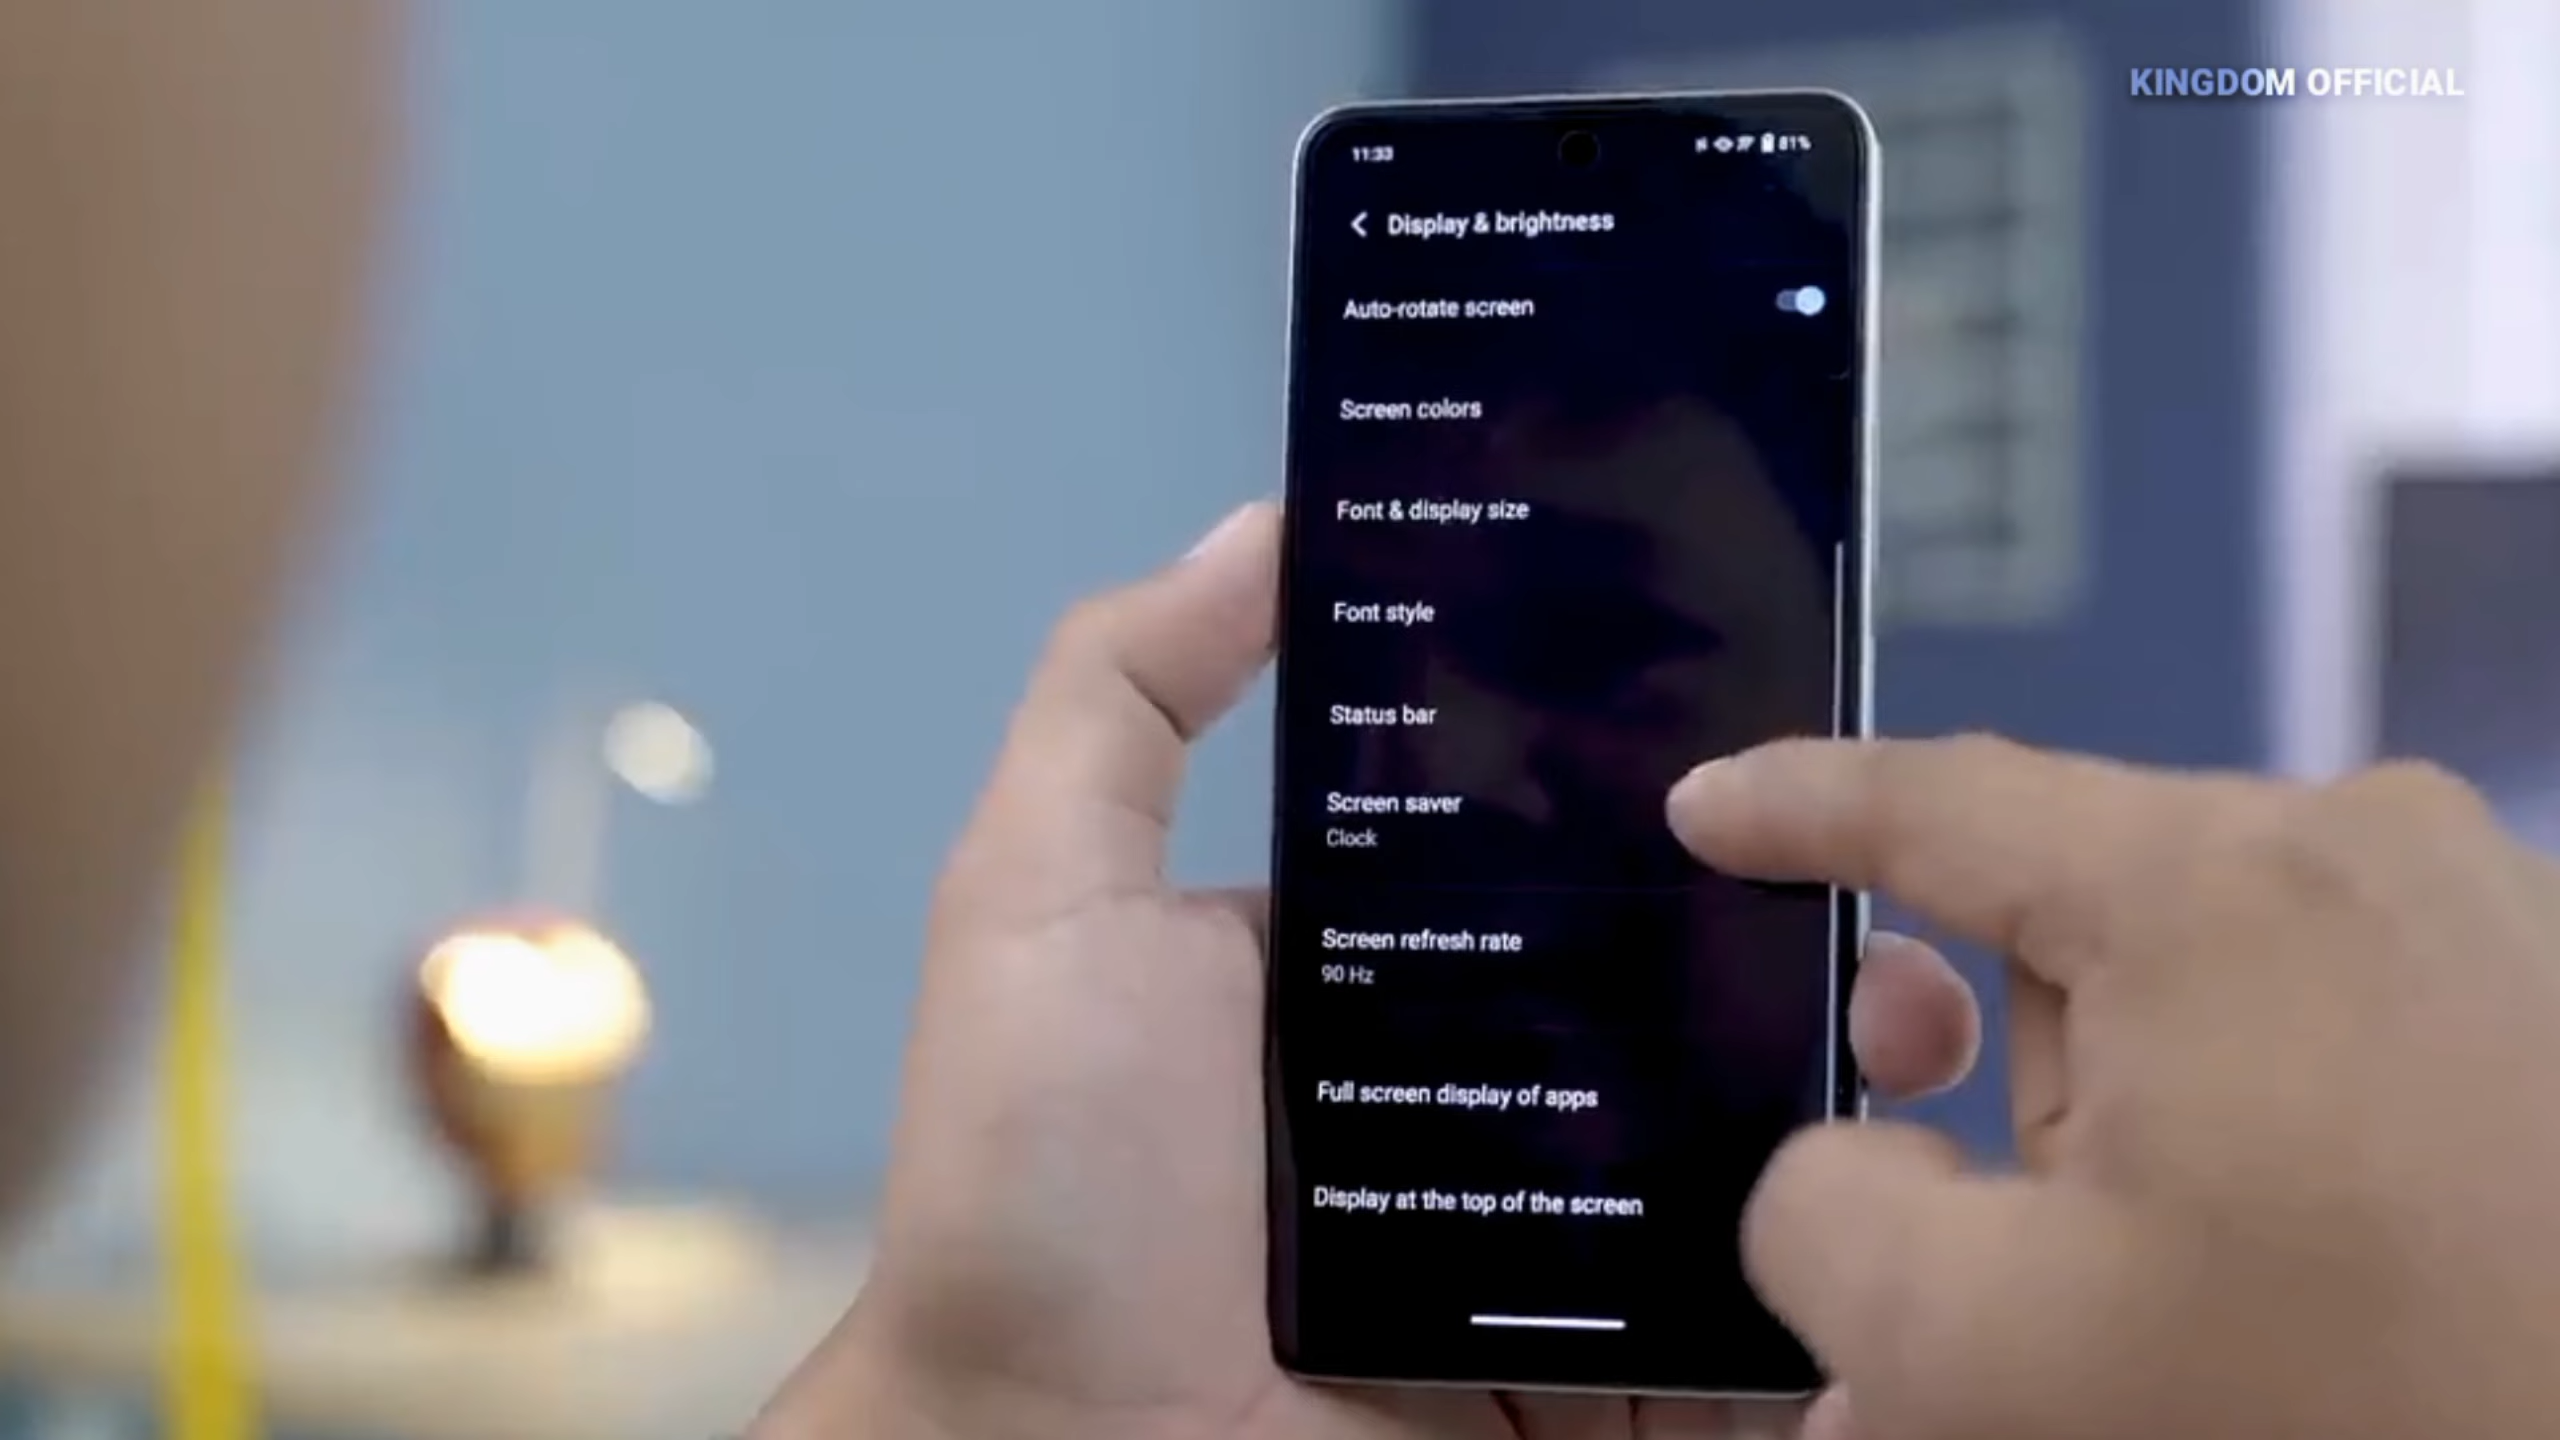 KINGDOM OFFICIAL
11:33
81%
Display & brightness
Auto-rotate screen
Screen colors
Font & display size
Font style
Status bar
Screen saver
Clock
Screen refresh rate
90 Hz
Full screen display of apps
Display at the top of the screen